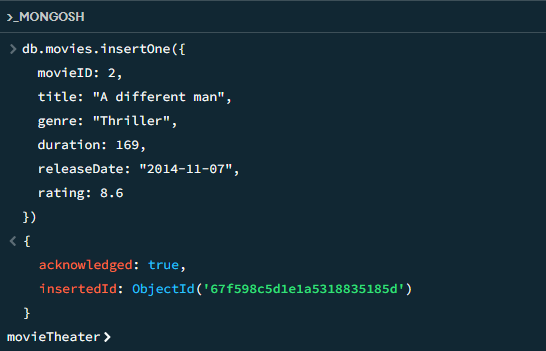 >_MONGOSH
> db.movies.insertOne({
movieID: 2,
title: "A different man",
genre: "Thriller",
duration: 169,
releaseDate: "2014-11-07",
rating: 8.6
})
< {
acknowledged: true,
insertedId: ObjectId('67f598c5d1e1a5318835185d')
}
movieTheater>